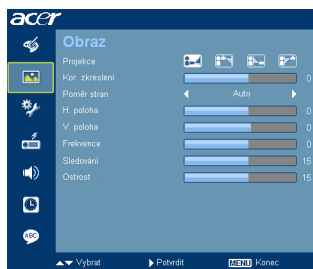 acer
Obraz
Projekce
Kor. zkreslení 0
Poměr stran Auto
H. poloha 0
V. poloha 0
Frekvence 0
Sledování 15
Ostrost 15
ABC
Vybrat Potvrdit MENU Konec